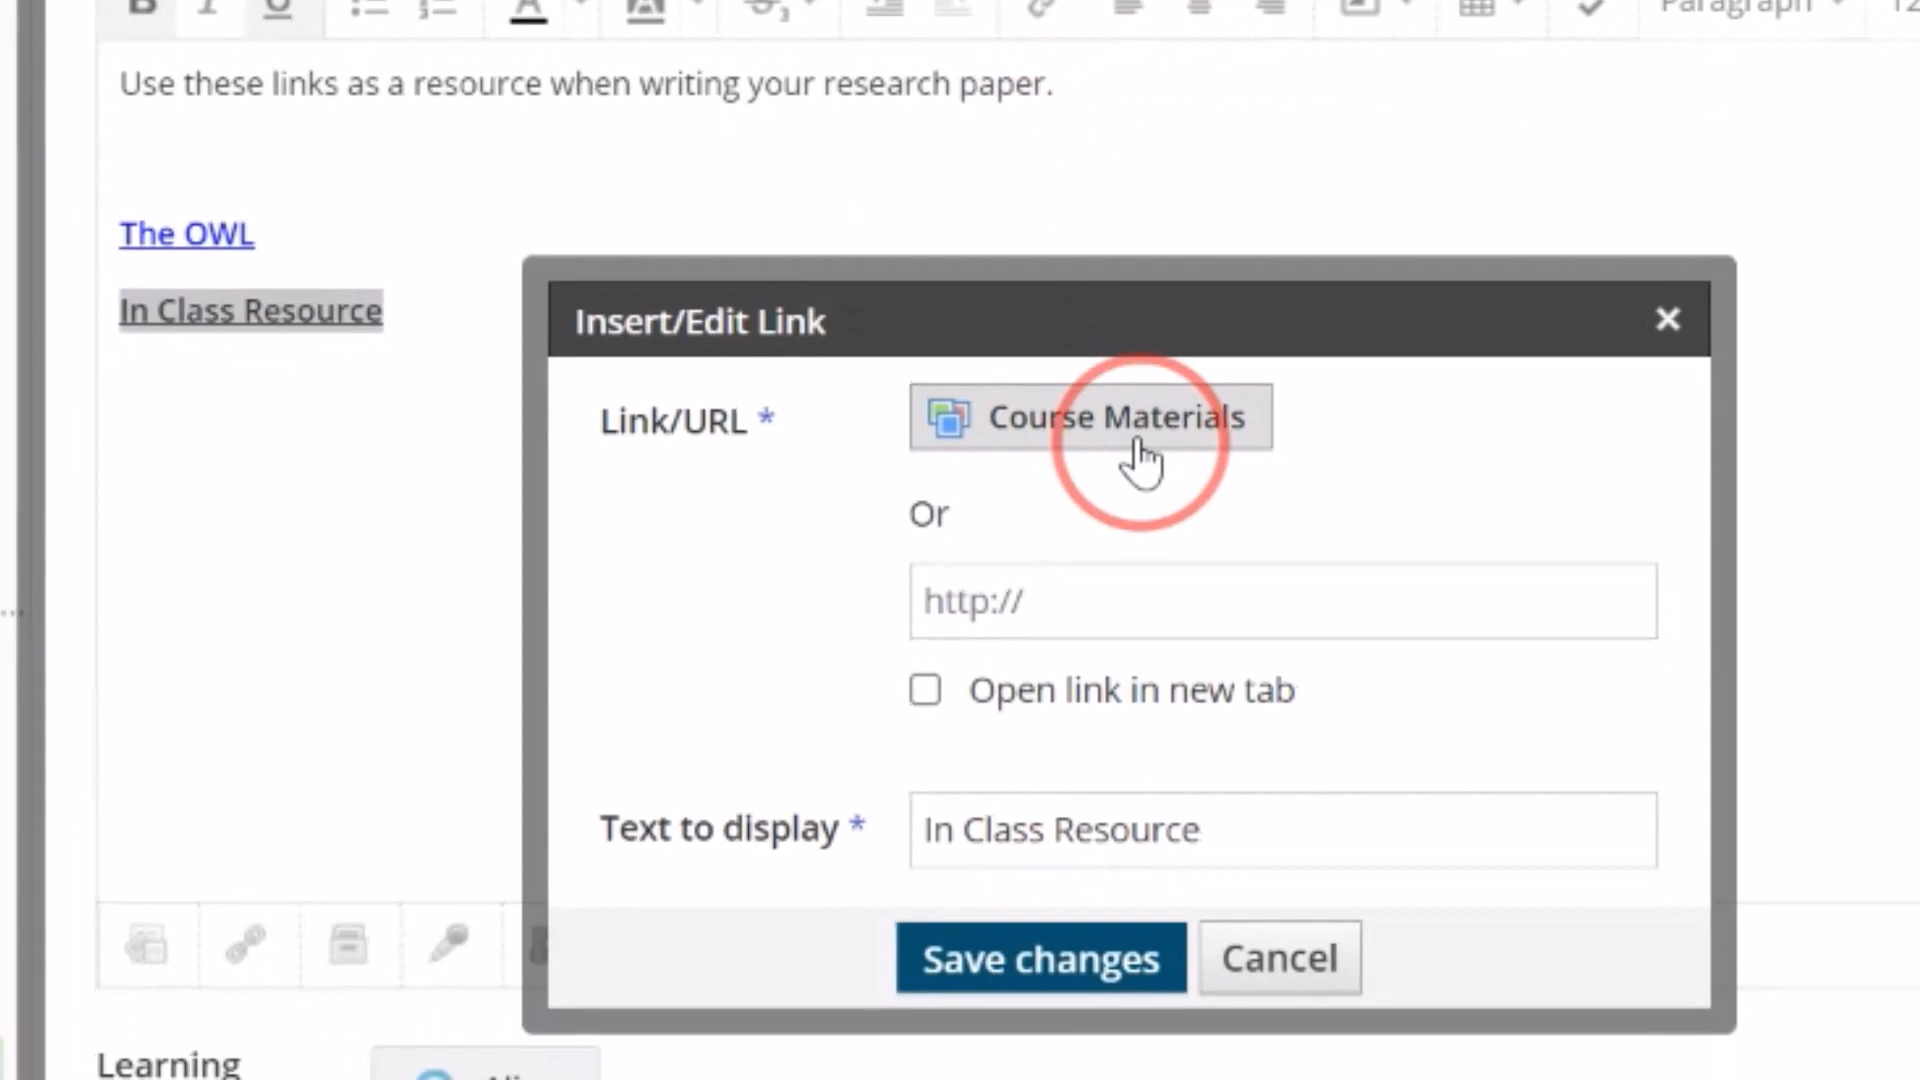 B I U A Paragraph 12
Use these links as a resource when writing your research paper.
The OWL
In Class Resource
Insert/Edit Link
Link/URL *
Course Materials
Or
http://
Open link in new tab
Text to display *
In Class Resource
Save changes
Cancel
Learning